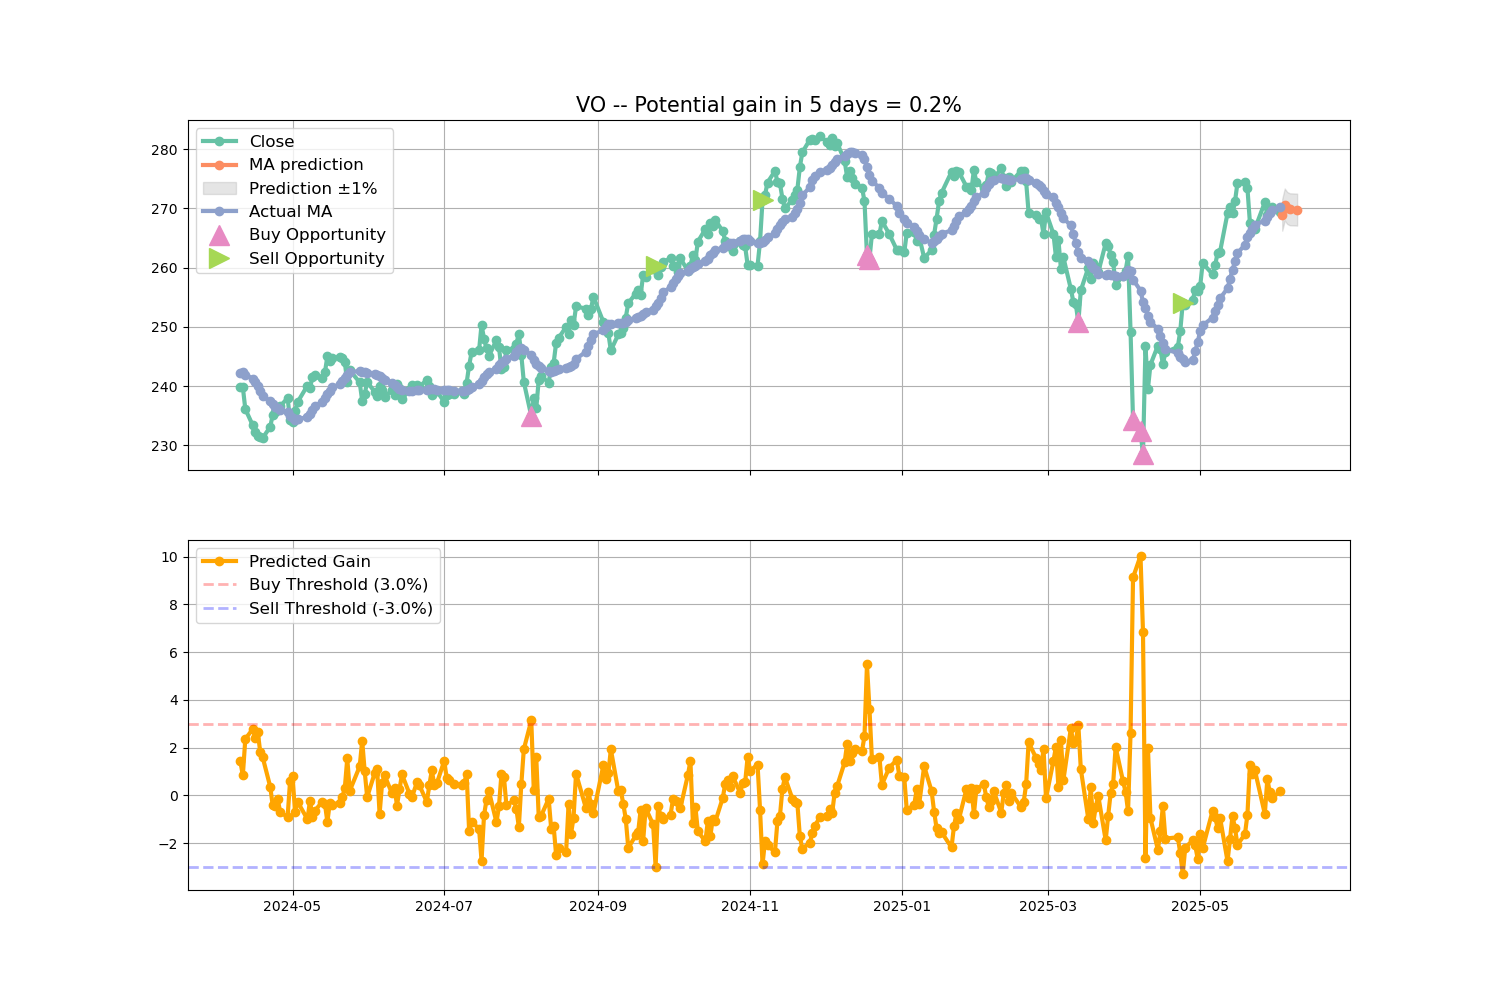 VO -- Potential gain in 5 days = 0.2%
Close
MA prediction
Prediction ±1%
Actual MA
Buy Opportunity
Sell Opportunity
280
270
260
250
240
230
Predicted Gain
Buy Threshold (3.0%)
Sell Threshold (-3.0%)
10
8
6
4
2
0
−2
2024-05
2024-07
2024-09
2024-11
2025-01
2025-03
2025-05